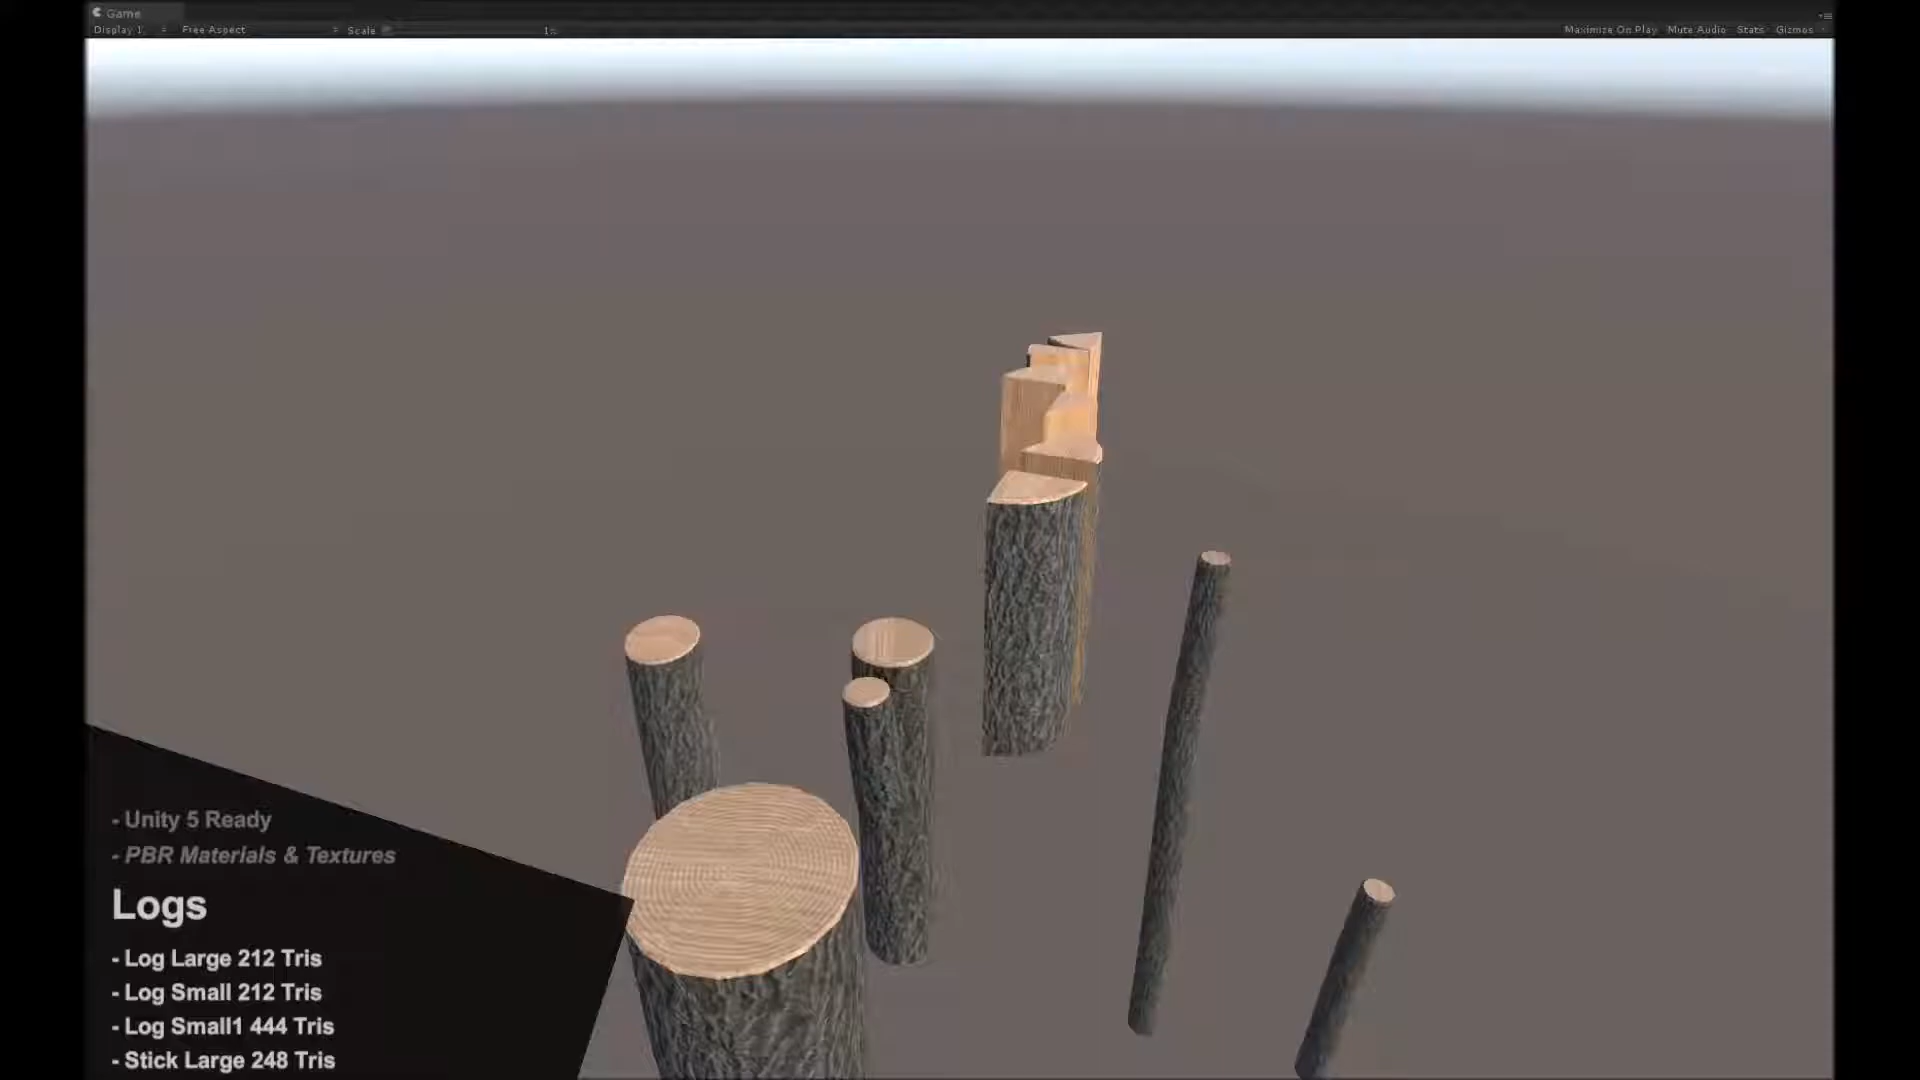 Game
Display 1 Free Aspect Scale 1x Maximize On Play Mute Audio Stats Gizmos
- Unity 5 Ready
- PBR Materials & Textures
Logs
- Log Large 212 Tris
- Log Small 212 Tris
- Log Small1 444 Tris
- Stick Large 248 Tris